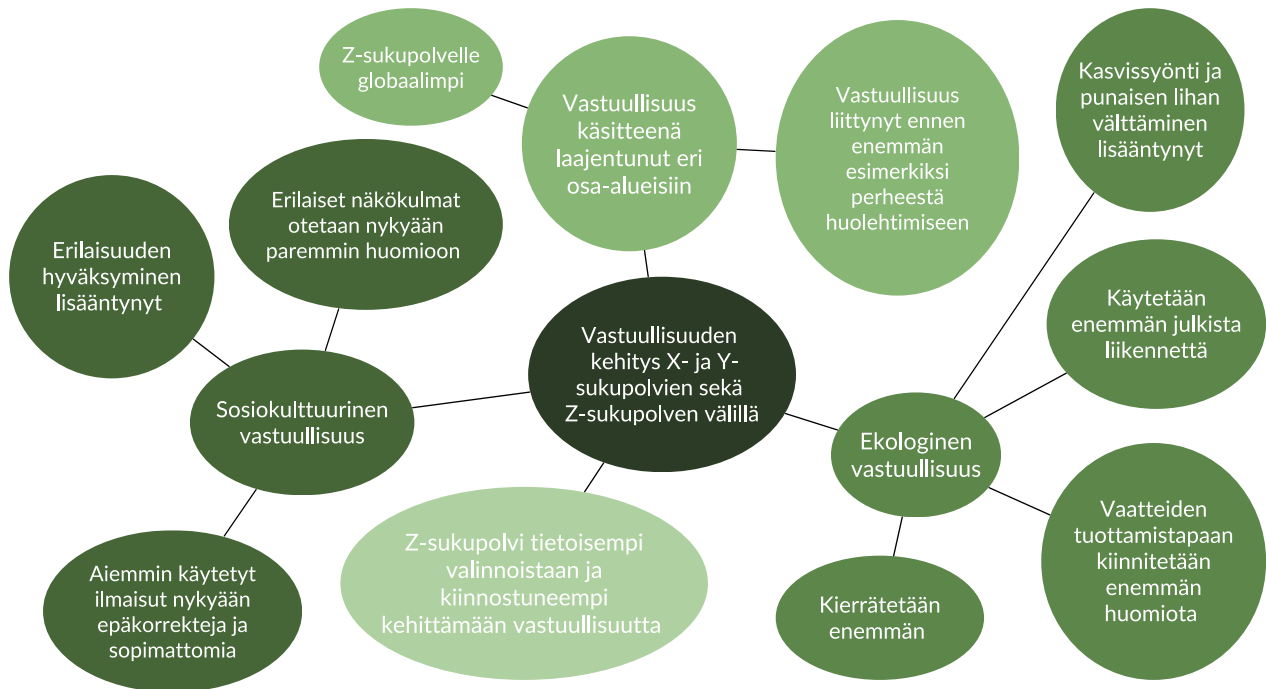 Z-sukupolvelle
globaalimpi
Vastuullisuus
käsitteenä
laajentunut eri
osa-alueisiin
Vastuullisuus
liittynyt ennen
enemmän
esimerkiksi
perheestä
huolehtimiseen
Kasvissyönti ja
punaisen lihan
välttäminen
lisääntynyt
Erilaisuuden
hyväksyminen
lisääntynyt
Erilaiset näkökulmat
otetaan nykyään
paremmin huomioon
Vastuullisuuden
kehitys X- ja Y-
sukupolvien sekä
Z-sukupolven välillä
Käytetään
enemmän julkista
liikennettä
Sosiokulttuurinen
vastuullisuus
Ekologinen
vastuullisuus
Aiemmin käytetyt
ilmaisut nykyään
epäkorrekteja ja
sopimattomia
Z-sukupolvi tietoisempi
valinnoistaan ja
kiinnostuneempi
kehittämään vastuullisuutta
Kierrätetään
enemmän
Vaatteiden
tuottamistapaan
kiinnitetään
enemmän
huomiota